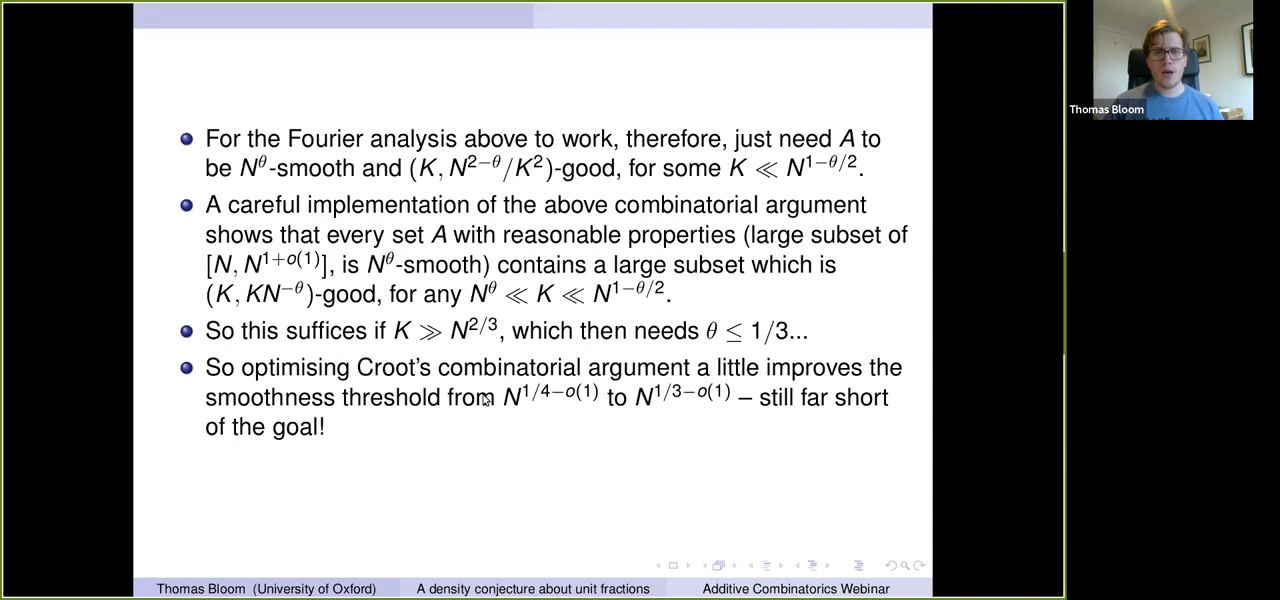 For the Fourier analysis above to work, therefore, just need A to
be N^θ-smooth and (K, N^{2−θ}/K^2)-good, for some K ≪ N^{1−θ/2}.
A careful implementation of the above combinatorial argument
shows that every set A with reasonable properties (large subset of
[N, N^{1+o(1)}], is N^θ-smooth) contains a large subset which is
(K, KN^{−θ})-good, for any N^θ ≪ K ≪ N^{1−θ/2}.
So this suffices if K ≫ N^{2/3}, which then needs θ ≤ 1/3...
So optimising Croot's combinatorial argument a little improves the
smoothness threshold from N^{1/4−o(1)} to N^{1/3−o(1)} – still far short
of the goal!
Thomas Bloom (University of Oxford) A density conjecture about unit fractions Additive Combinatorics Webinar
Thomas Bloom